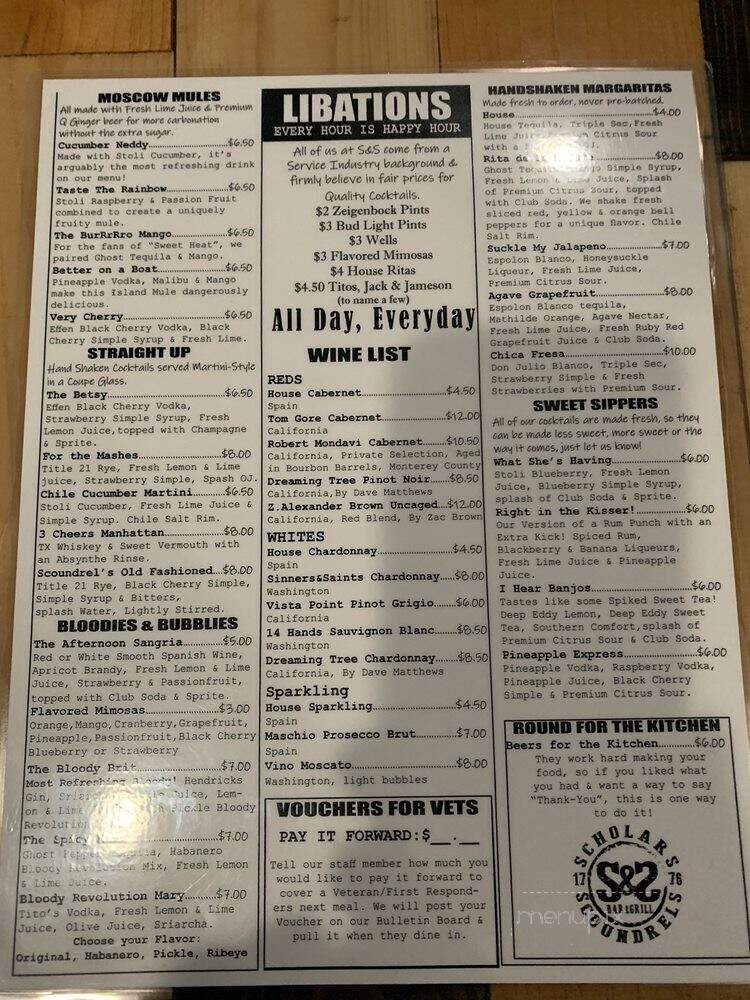 MOSCOW MULES
All made with Fresh Lime Juice & Premium
Q Ginger beer for more carbonation
without the extra sugar.
Cucumber Neddy $6.50
Made with Stoli Cucumber, it's
arguably the most refreshing drink
on our menu!
Taste The Rainbow $6.50
Stoli Raspberry & Passion Fruit
combined to create a uniquely
fruity mule.
The BurRrRro Mango $6.50
For the fans of "Sweet Heat", we
paired Ghost Tequila & Mango.
Better on a Boat $6.50
Pineapple Vodka, Malibu & Mango
make this Island Mule dangerously
delicious.
Very Cherry $6.50
Effen Black Cherry Vodka, Black
Cherry Simple Syrup & Fresh Lime.
STRAIGHT UP
Hand Shaken Cocktails served Martini-Style
in a Coupe Glass.
The Betsy $6.50
Effen Black Cherry Vodka,
Strawberry Simple Syrup, Fresh
Lemon Juice, topped with Champagne
& Sprite.
For the Mashes $8.00
Title 21 Rye, Fresh Lemon & Lime
juice, Strawberry Simple, Spash OJ.
Chile Cucumber Martini $6.50
Stoli Cucumber, Fresh Lime Juice &
Simple Syrup. Chile Salt Rim.
3 Cheers Manhattan $8.00
TX Whiskey & Sweet Vermouth with
an Absynthe Rinse.
Scoundrel's Old Fashioned $8.00
Title 21 Rye, Black Cherry Simple,
Simple Syrup & Bitters,
splash Water, Lightly Stirred.
BLOODIES & BUBBLIES
The Afternoon Sangria $5.00
Red or White Smooth Spanish Wine,
Apricot Brandy, Fresh Lemon & Lime
Juice, Strawberry & Passionfruit,
topped with Club Soda & Sprite.
Flavored Mimosas $3.00
Orange, Mango, Cranberry, Grapefruit,
Pineapple, Passionfruit, Black Cherry
Blueberry or Strawberry
The Bloody Brit $7.00
Most Refreshing Bloody! Hendricks
Gin, Juice, Lem-
on & Lime Pickle Bloody
Revolution
The Spicy $7.00
Ghost Pepper Habanero
Bloody Revolution Mix, Fresh Lemon
& Lime Juice.
Bloody Revolution Mary $7.00
Tito's Vodka, Fresh Lemon & Lime
Juice, Olive Juice, Sriarcha.
Choose your Flavor:
Original, Habanero, Pickle, Ribeye
LIBATIONS
EVERY HOUR IS HAPPY HOUR
All of us at S&S come from a
Service Industry background &
firmly believe in fair prices for
Quality Cocktails.
$2 Zeigenbock Pints
$3 Bud Light Pints
$3 Wells
$3 Flavored Mimosas
$4 House Ritas
$4.50 Titos, Jack & Jameson
(to name a few)
All Day, Everyday
WINE LIST
REDS
House Cabernet $4.50
Spain
Tom Gore Cabernet $12.00
California
Robert Mondavi Cabernet $10.50
California, Private Selection, Aged
in Bourbon Barrels, Monterey County
Dreaming Tree Pinot Noir $8.50
California, By Dave Matthews
Z.Alexander Brown Uncaged $12.00
California, Red Blend, By Zac Brown
WHITES
House Chardonnay $4.50
Spain
Sinners&Saints Chardonnay $8.00
Washington
Vista Point Pinot Grigio $6.00
California
14 Hands Sauvignon Blanc $8.50
Washington
Dreaming Tree Chardonnay $8.50
California, By Dave Matthews
Sparkling
House Sparkling $4.50
Spain
Maschio Prosecco Brut $7.00
Spain
Vino Moscato $8.00
Washington, light bubbles
VOUCHERS FOR VETS
PAY IT FORWARD:$__.__
Tell our staff member how much you
would like to pay it forward to
cover a Veteran/First Respond-
ers next meal. We will post your
Voucher on our Bulletin Board &
pull it when they dine in.
HANDSHAKEN MARGARITAS
Made fresh to order, never pre-batched.
House $4.00
House Tequila, Triple Sec, Fresh
Lime Citrus Sour
with a
Rita $8.00
Ghost Simple Syrup,
Fresh Lemon & Lime Juice, Splash
of Premium Citrus Sour, topped
with Club Soda. We shake fresh
sliced red, yellow & orange bell
peppers for a unique flavor. Chile
Salt Rim.
Suckle My Jalapeno $7.00
Espolon Blanco, Honeysuckle
Liqueur, Fresh Lime Juice,
Premium Citrus Sour.
Agave Grapefruit $8.00
Espolon Blanco tequila,
Mathilde Orange, Agave Nectar,
Fresh Lime Juice, Fresh Ruby Red
Grapefruit Juice & Club Soda.
Chica Fresa $10.00
Don Julio Blanco, Triple Sec,
Strawberry Simple & Fresh
Strawberries with Premium Sour.
SWEET SIPPERS
All of our cocktails are made fresh, so they
can be made less sweet, more sweet or the
way it comes, just let us know!
What She's Having $6.00
Stoli Blueberry, Fresh Lemon
Juice, Blueberry Simple Syrup,
splash of Club Soda & Sprite.
Right in the Kisser! $6.00
Our Version of a Rum Punch with an
Extra Kick! Spiced Rum,
Blackberry & Banana Liqueurs,
Fresh Lime Juice & Pineapple
Juice.
I Hear Banjos $6.00
Tastes like some Spiked Sweet Tea!
Deep Eddy Lemon, Deep Eddy Sweet
Tea, Southern Comfort, splash of
Premium Citrus Sour & Club Soda.
Pineapple Express $6.00
Pineapple Vodka, Raspberry Vodka,
Pineapple Juice, Black Cherry
Simple & Premium Citrus Sour.
ROUND FOR THE KITCHEN
Beers for the Kitchen $6.00
They work hard making your
food, so if you liked what
you had & want a way to say
"Thank-You", this is one way
to do it!
SCHOLARS
17 S&S 76
BAR & GRILL
SCOUNDRELS